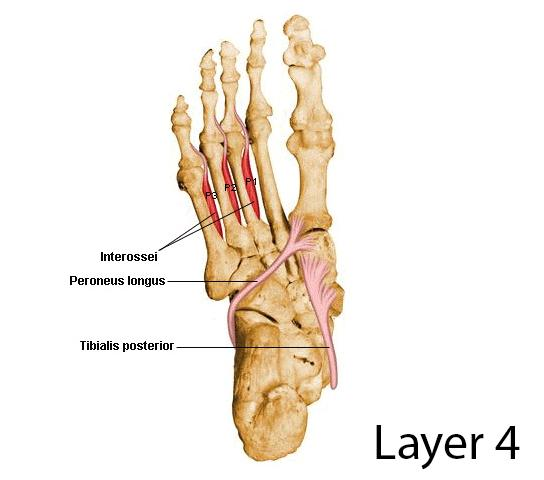 P3 P2 P1
Interossei
Peroneus longus
Tibialis posterior
Layer 4